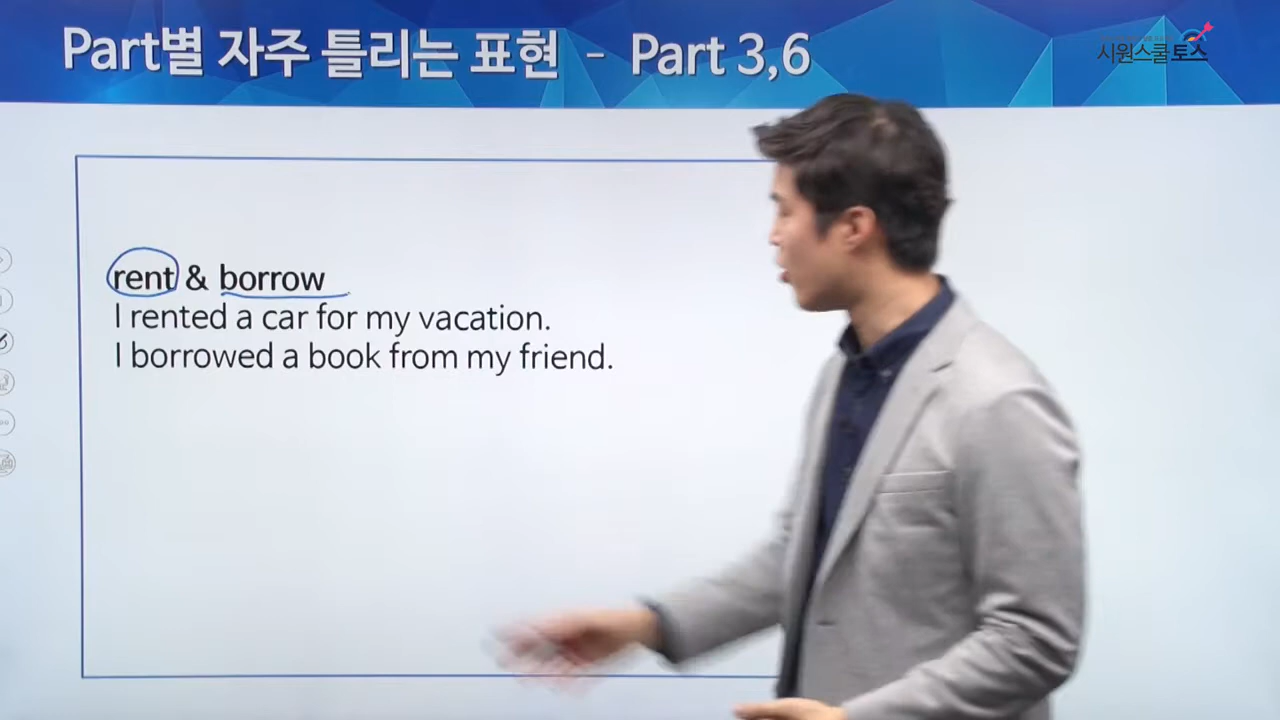 Part별 자주 틀리는 표현 - Part 3,6
시원스쿨토스
rent & borrow
I rented a car for my vacation.
I borrowed a book from my friend.